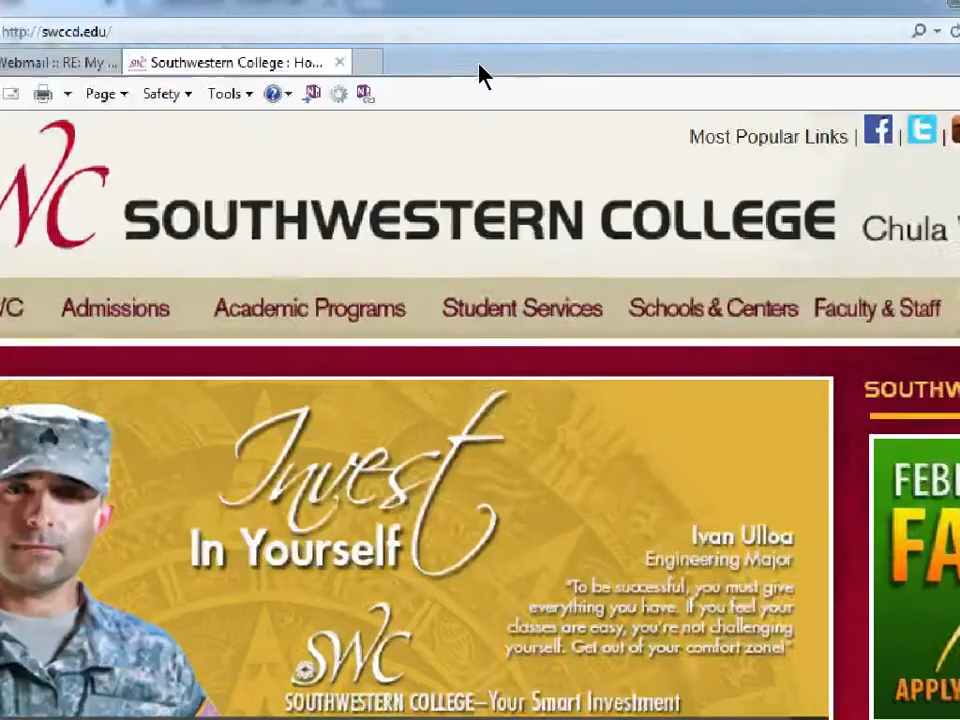 http://swccd.edu/
Webmail :: RE: My ...
Southwestern College : Ho...
Page
Safety
Tools
Most Popular Links | | |
SOUTHWESTERN COLLEGE
Chula
Admissions
Academic Programs
Student Services
Schools & Centers
Faculty & Staff
Invest
In Yourself
Ivan Ulloa
Engineering Major
"To be successful, you must give
everything you have. If you feel your
classes are easy, you're not challenging
yourself. Get out of your comfort zone!"
SWC
SOUTHWESTERN COLLEGE—Your Smart Investment
SOUTHW
FEB
FA
APPLY